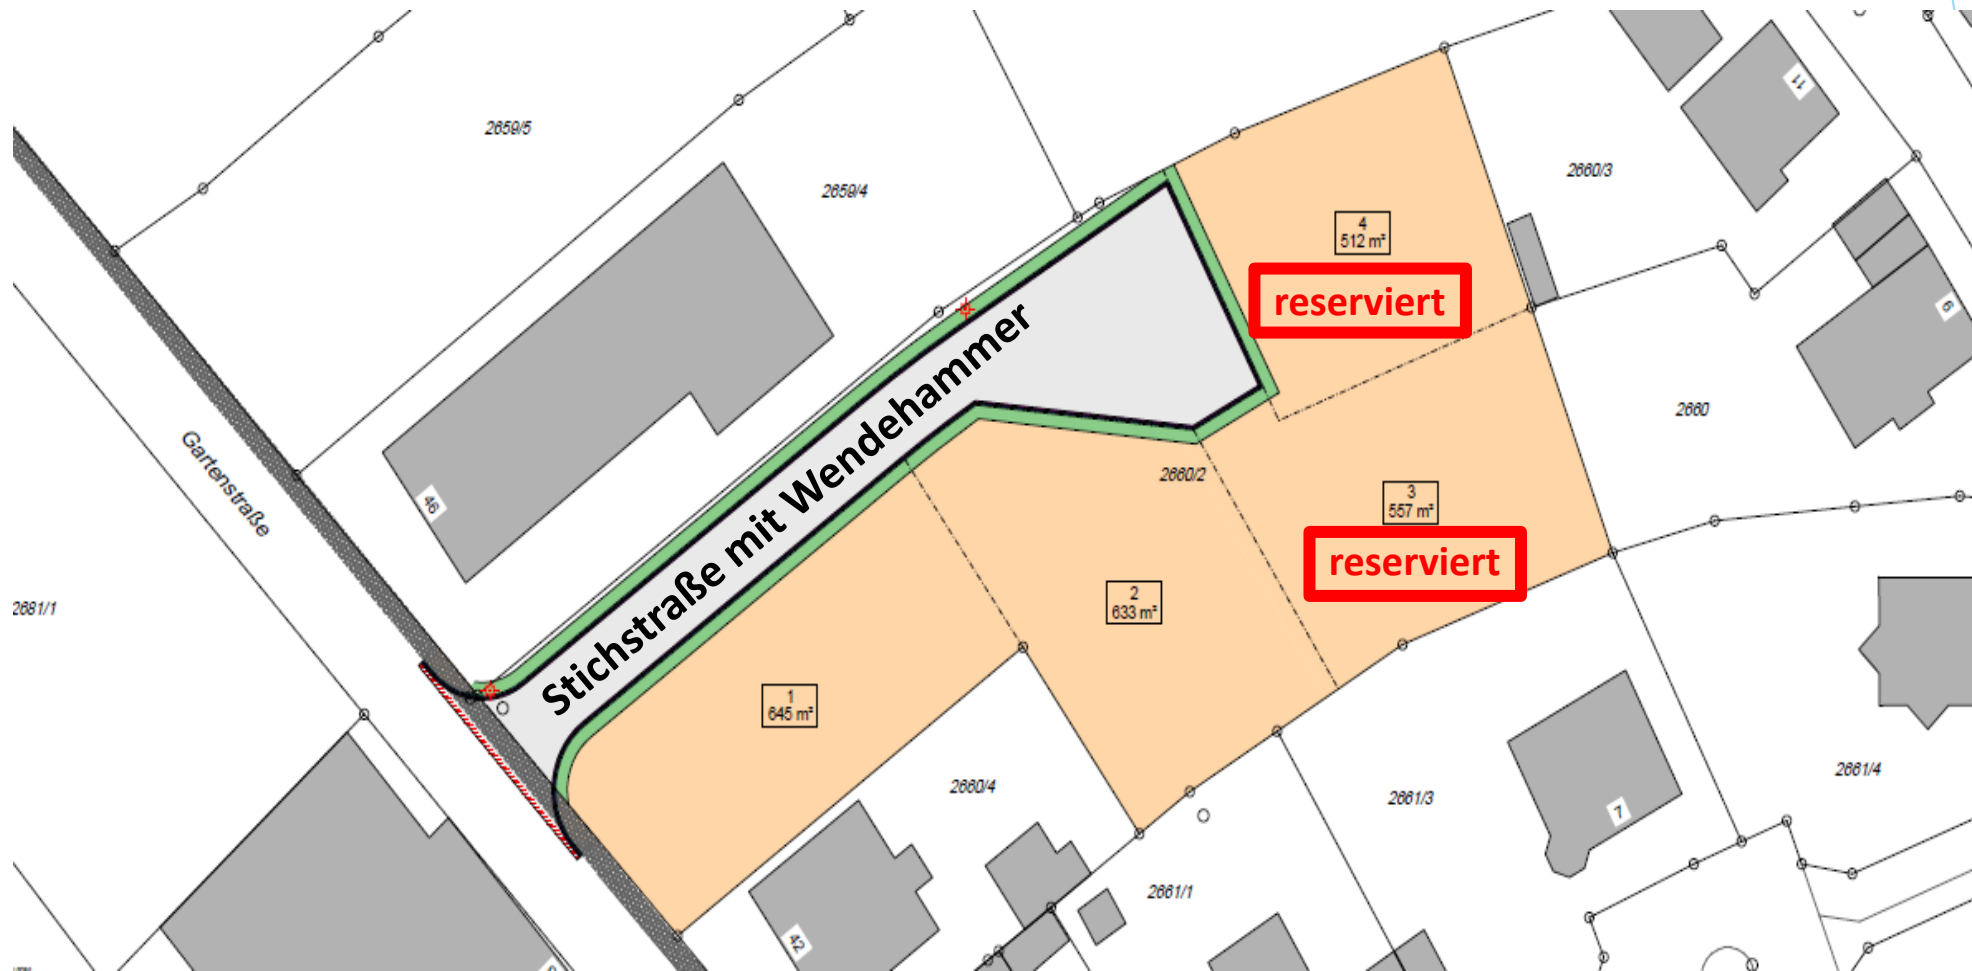 2659/5
2659/4
2660/3
11
4
512 m²
reserviert
6
2660
Gartenstraße
46
Stichstraße mit Wendehammer
2660/2
3
557 m²
reserviert
2
633 m²
2681/1
1
645 m²
2660/4
2661/3
7
2661/4
2661/1
42